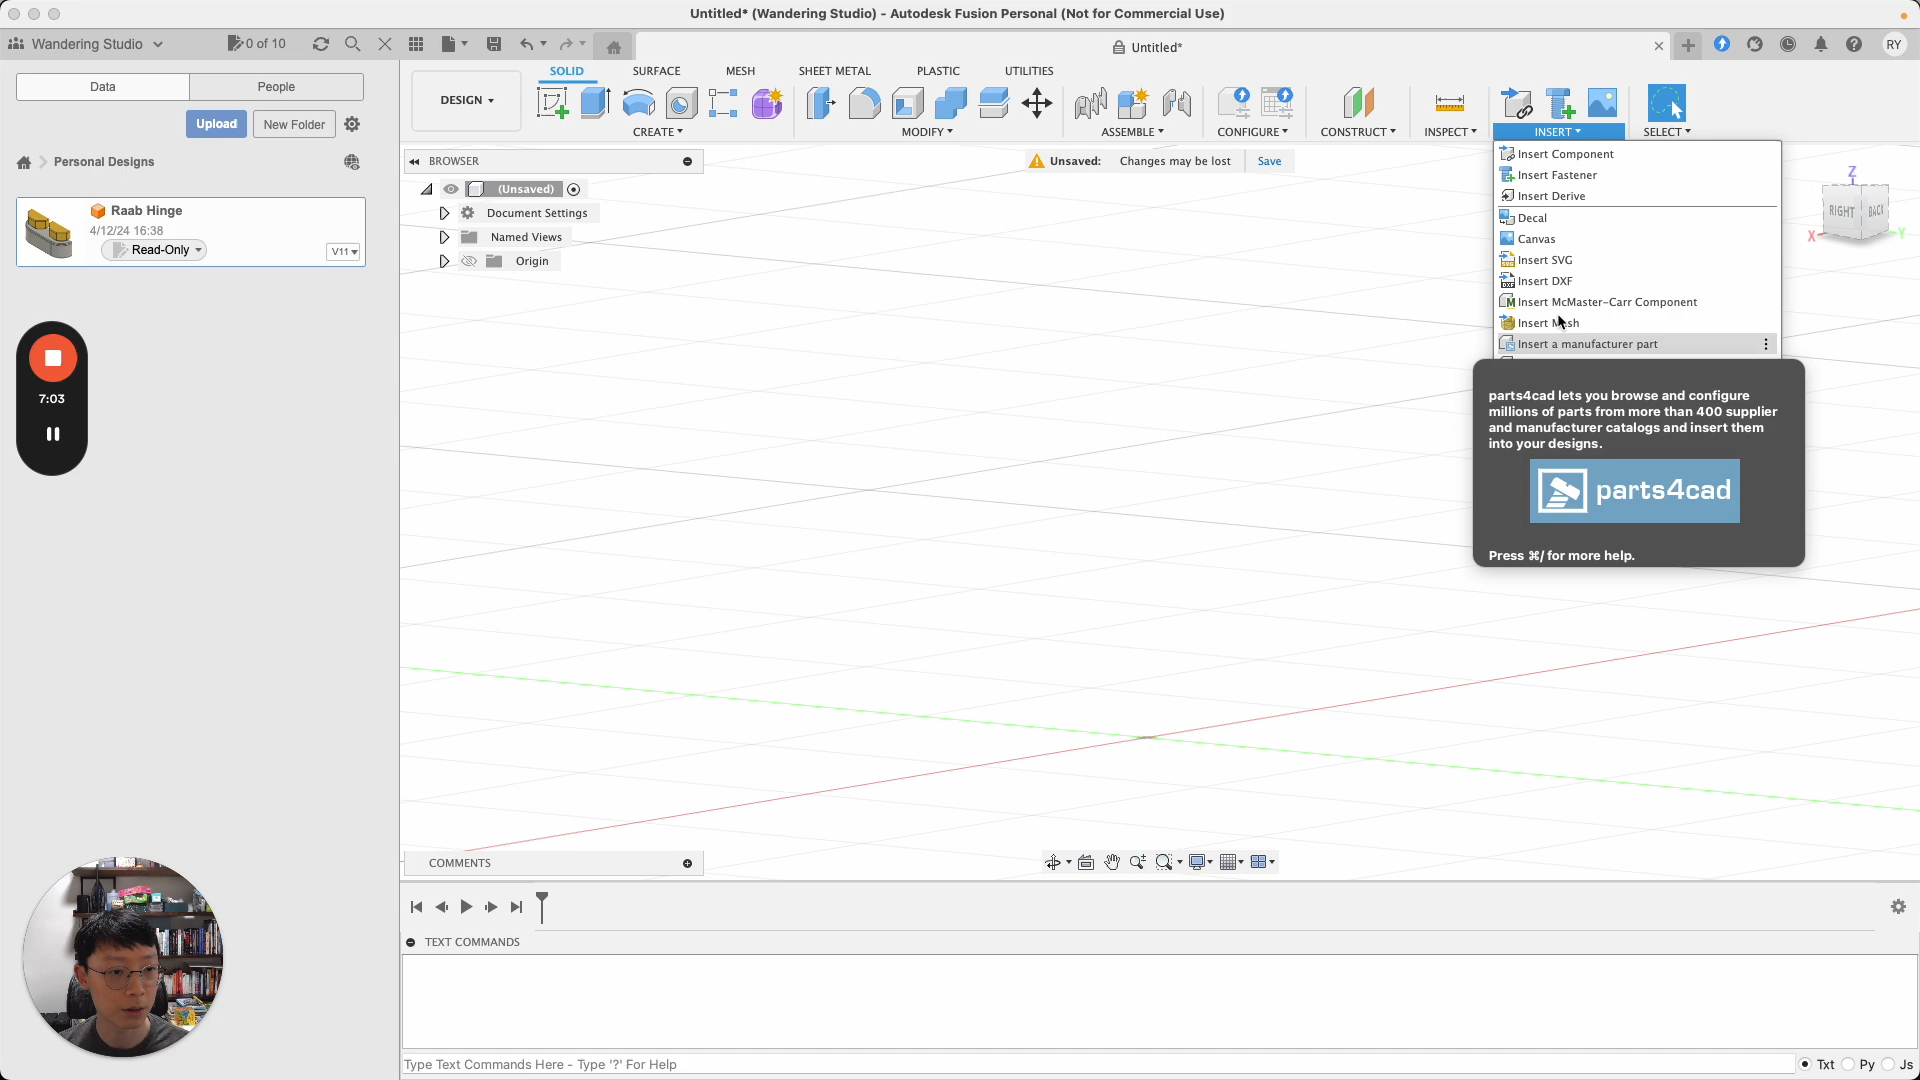 Untitled* (Wandering Studio) - Autodesk Fusion Personal (Not for Commercial Use)
Wandering Studio
0 of 10
Untitled*
RY
Data
People
Upload
New Folder
Personal Designs
Raab Hinge
4/12/24 16:38
Read-Only
V11
7:03
DESIGN
SOLID
SURFACE
MESH
SHEET METAL
PLASTIC
UTILITIES
CREATE
MODIFY
ASSEMBLE
CONFIGURE
CONSTRUCT
INSPECT
INSERT
SELECT
BROWSER
Unsaved: Changes may be lost
Save
(Unsaved)
Document Settings
Named Views
Origin
Insert Component
Insert Fastener
Insert Derive
Decal
Canvas
Insert SVG
Insert DXF
Insert McMaster-Carr Component
Insert Mesh
Insert a manufacturer part
parts4cad lets you browse and configure
millions of parts from more than 400 supplier
and manufacturer catalogs and insert them
into your designs.
parts4cad
Press ⌘/ for more help.
Z
RIGHT
BACK
X
Y
COMMENTS
TEXT COMMANDS
Type Text Commands Here - Type '?' For Help
Txt
Py
Js